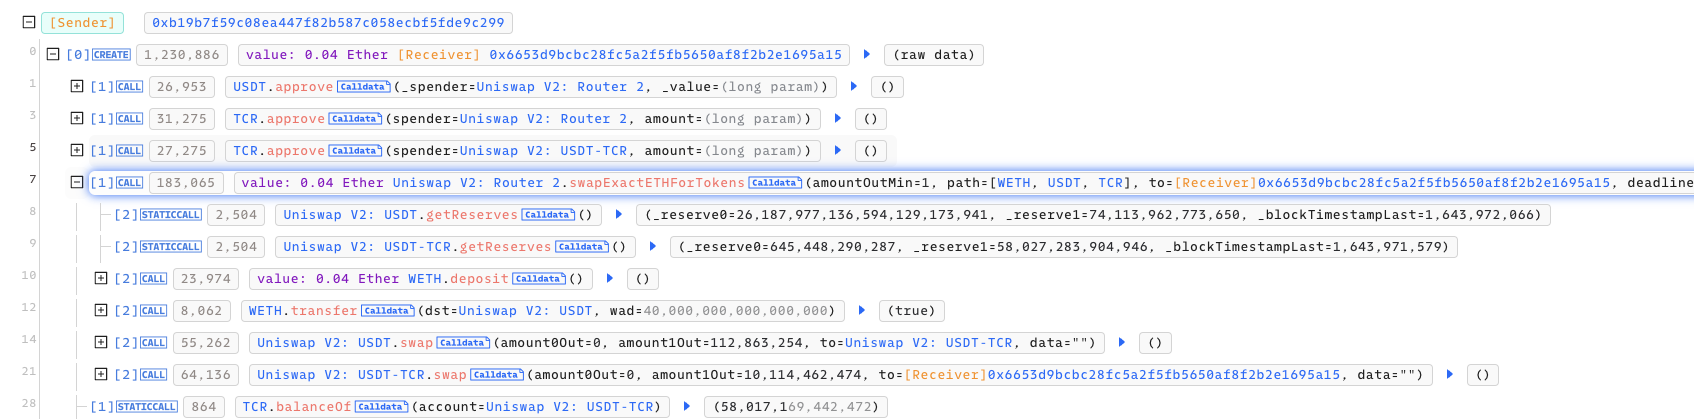 [Sender] 0xb19b7f59c08ea447f82b587c058ecbf5fde9c299
0 [0]CREATE 1,230,886 value: 0.04 Ether [Receiver] 0x6653d9bcbc28fc5a2f5fb5650af8f2b2e1695a15 (raw data)
1 [1]CALL 26,953 USDT.approve Calldata (_spender=Uniswap V2: Router 2, _value=(long param)) ()
3 [1]CALL 31,275 TCR.approve Calldata (spender=Uniswap V2: Router 2, amount=(long param)) ()
5 [1]CALL 27,275 TCR.approve Calldata (spender=Uniswap V2: USDT-TCR, amount=(long param)) ()
7 [1]CALL 183,065 value: 0.04 Ether Uniswap V2: Router 2.swapExactETHForTokens Calldata (amountOutMin=1, path=[WETH, USDT, TCR], to=[Receiver]0x6653d9bcbc28fc5a2f5fb5650af8f2b2e1695a15, deadline
8 [2]STATICCALL 2,504 Uniswap V2: USDT.getReserves Calldata () (_reserve0=26,187,977,136,594,129,173,941, _reserve1=74,113,962,773,650, _blockTimestampLast=1,643,972,066)
9 [2]STATICCALL 2,504 Uniswap V2: USDT-TCR.getReserves Calldata () (_reserve0=645,448,290,287, _reserve1=58,027,283,904,946, _blockTimestampLast=1,643,971,579)
10 [2]CALL 23,974 value: 0.04 Ether WETH.deposit Calldata () ()
12 [2]CALL 8,062 WETH.transfer Calldata (dst=Uniswap V2: USDT, wad=40,000,000,000,000,000) (true)
14 [2]CALL 55,262 Uniswap V2: USDT.swap Calldata (amount0Out=0, amount1Out=112,863,254, to=Uniswap V2: USDT-TCR, data="") ()
21 [2]CALL 64,136 Uniswap V2: USDT-TCR.swap Calldata (amount0Out=0, amount1Out=10,114,462,474, to=[Receiver]0x6653d9bcbc28fc5a2f5fb5650af8f2b2e1695a15, data="") ()
28 [1]STATICCALL 864 TCR.balanceOf Calldata (account=Uniswap V2: USDT-TCR) (58,017,169,442,472)